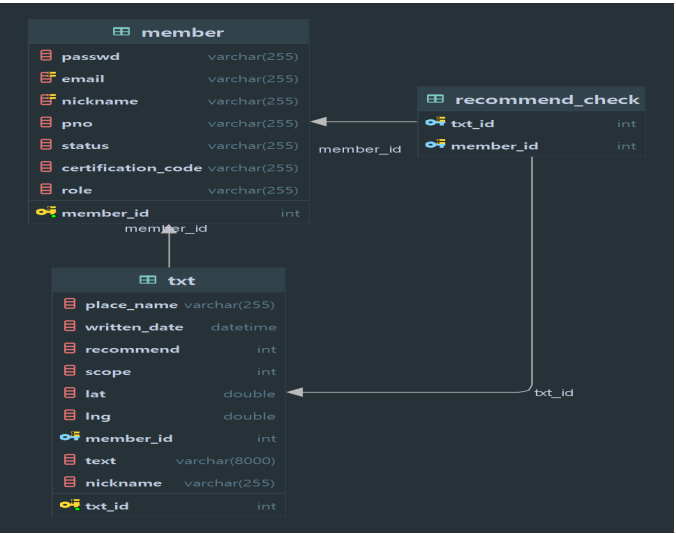 member
passwd varchar(255)
email varchar(255)
nickname varchar(255)
pno varchar(255)
status varchar(255)
certification_code varchar(255)
role varchar(255)
member_id int
recommend_check
txt_id int
member_id int
member_id
member_id
txt
place_name varchar(255)
written_date datetime
recommend int
scope int
lat double
lng double
member_id int
text varchar(8000)
nickname varchar(255)
txt_id int
txt_id